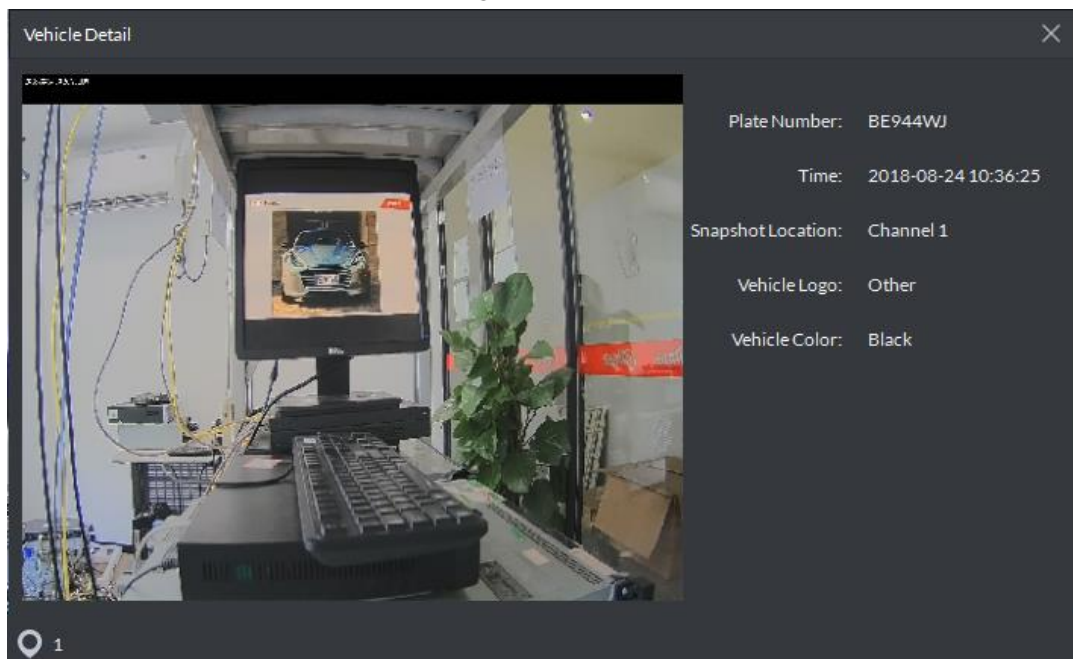 Vehicle Detail
Plate Number: BE944WJ
Time: 2018-08-24 10:36:25
Snapshot Location: Channel 1
Vehicle Logo: Other
Vehicle Color: Black
1